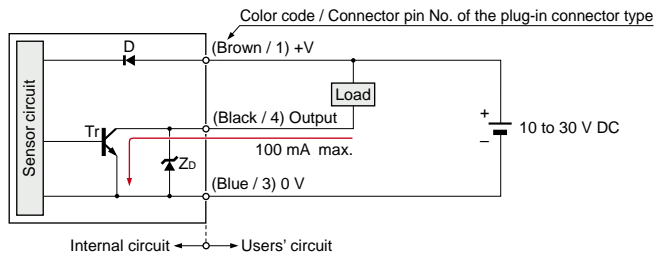 Color code / Connector pin No. of the plug-in connector type
D
(Brown / 1) +V
Sensor circuit
Load
Tr
(Black / 4) Output
100 mA max.
ZD
+
−
10 to 30 V DC
(Blue / 3) 0 V
Internal circuit
Users' circuit